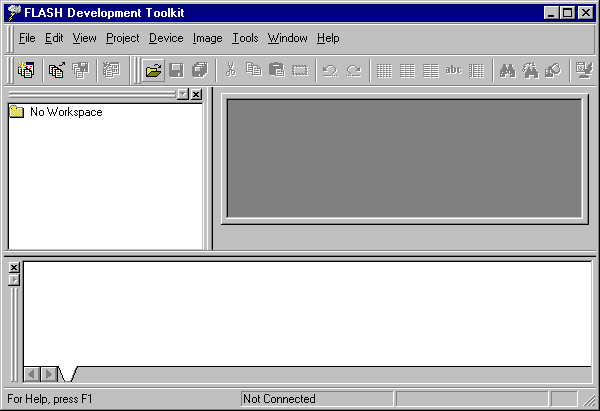 FLASH Development Toolkit
File Edit View Project Device Image Tools Window Help
abc
No Workspace
For Help, press F1 Not Connected